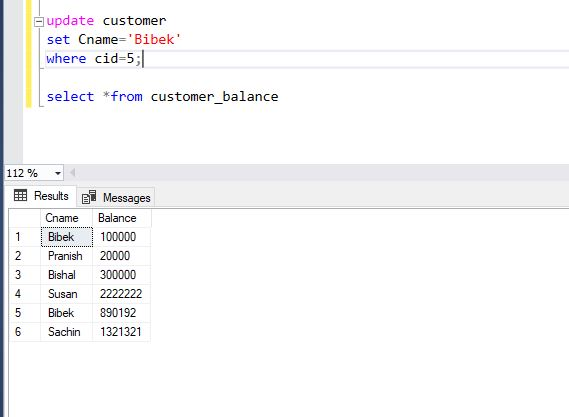 update customer
set Cname='Bibek'
where cid=5;
select *from customer_balance
112 %
Results Messages
Cname Balance
1 Bibek 100000
2 Pranish 20000
3 Bishal 300000
4 Susan 2222222
5 Bibek 890192
6 Sachin 1321321